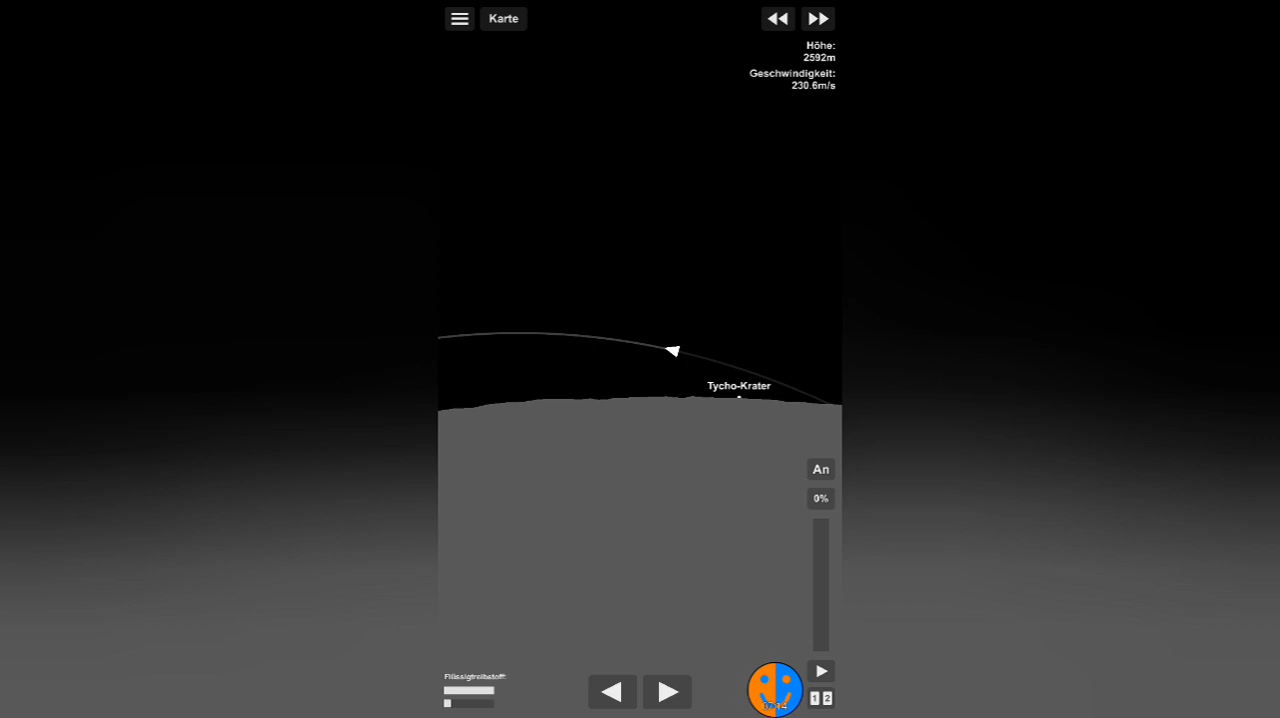 Karte
Höhe:
2592m
Geschwindigkeit:
230.6m/s
Tycho-Krater
An
0%
Flüssigtreibstoff:
1 2